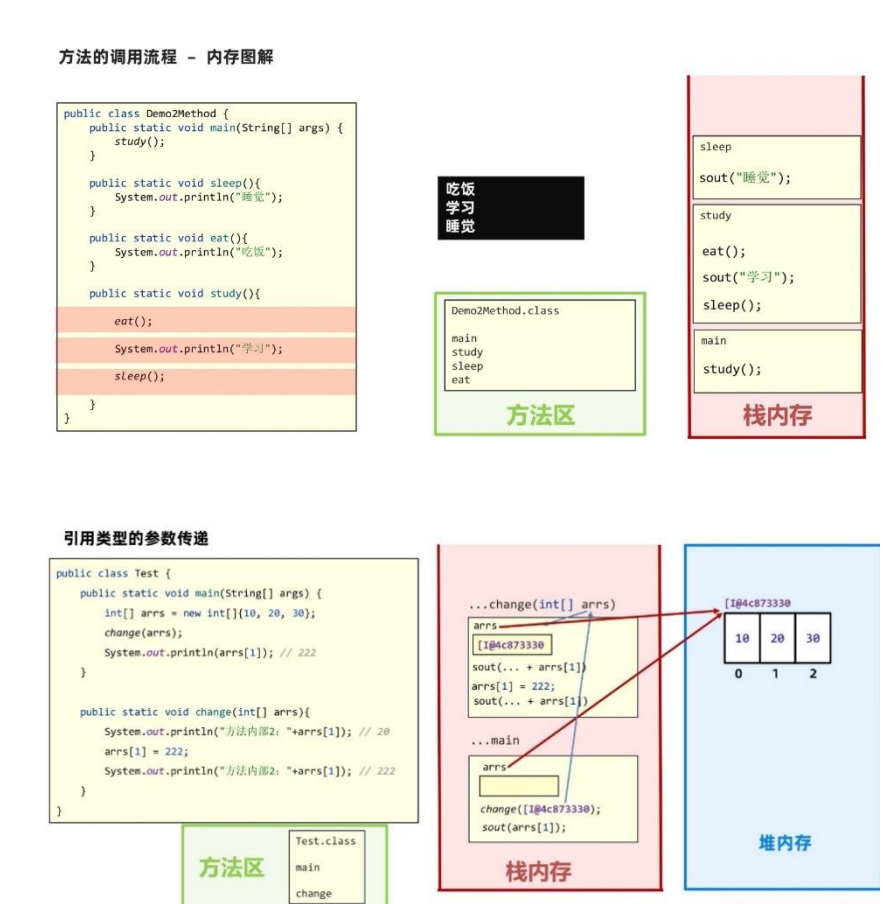 方法的调用流程 – 内存图解
public class Demo2Method {
public static void main(String[] args) {
study();
}
public static void sleep(){
System.out.println("睡觉");
}
public static void eat(){
System.out.println("吃饭");
}
public static void study(){
eat();
System.out.println("学习");
sleep();
}
}
吃饭
学习
睡觉
Demo2Method.class
main
study
sleep
eat
方法区
sleep
sout("睡觉");
study
eat();
sout("学习");
sleep();
main
study();
栈内存
引用类型的参数传递
public class Test {
public static void main(String[] args) {
int[] arrs = new int[]{10, 20, 30};
change(arrs);
System.out.println(arrs[1]); // 222
}
public static void change(int[] arrs){
System.out.println("方法内部2: "+arrs[1]); // 20
arrs[1] = 222;
System.out.println("方法内部2: "+arrs[1]); // 222
}
}
方法区
Test.class
main
change
...change(int[] arrs)
arrs
[I@4c873330
sout(... + arrs[1])
arrs[1] = 222;
sout(... + arrs[1])
...main
arrs
change([I@4c873330);
sout(arrs[1]);
栈内存
[I@4c873330
10 20 30
0 1 2
堆内存